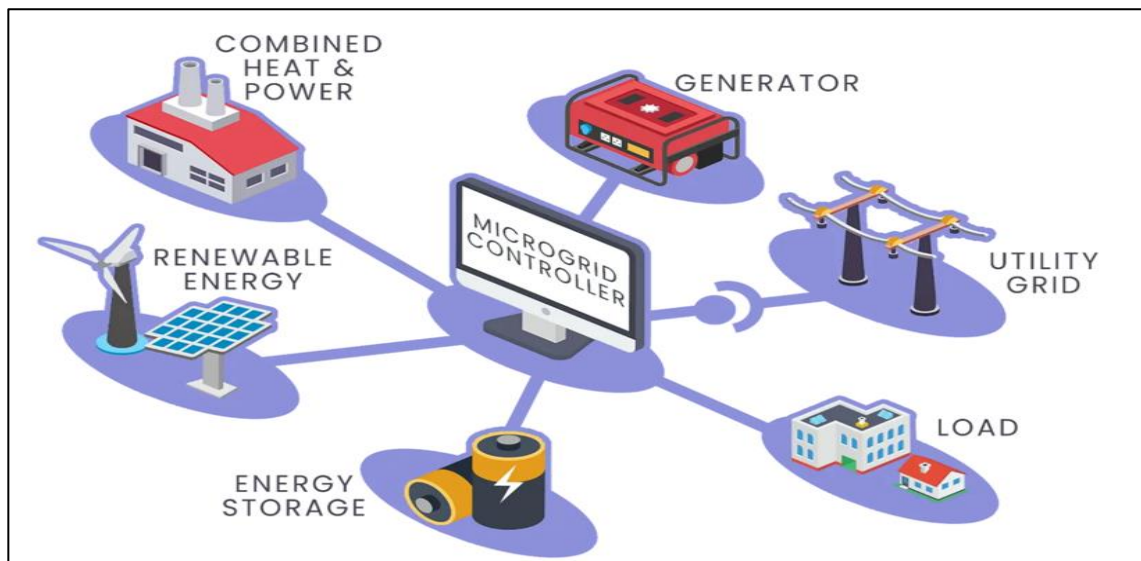 COMBINED
HEAT &
POWER
GENERATOR
MICROGRID
CONTROLLER
RENEWABLE
ENERGY
UTILITY
GRID
LOAD
ENERGY
STORAGE